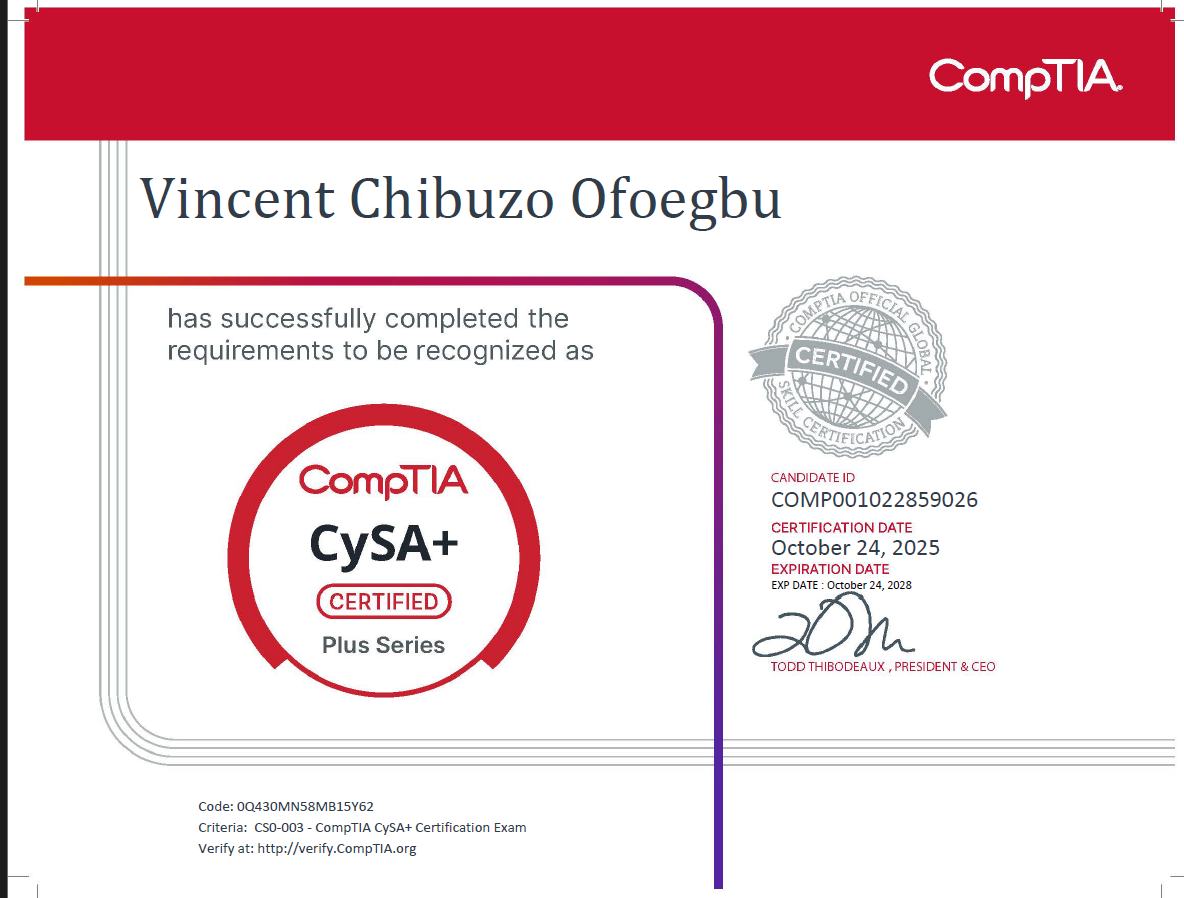 CompTIA.
Vincent Chibuzo Ofoegbu
has successfully completed the
requirements to be recognized as
CompTIA
CySA+
CERTIFIED
Plus Series
COMPTIA OFFICIAL GLOBAL
CERTIFIED
SKILL CERTIFICATION
CANDIDATE ID
COMP001022859026
CERTIFICATION DATE
October 24, 2025
EXPIRATION DATE
EXP DATE : October 24, 2028
TODD THIBODEAUX , PRESIDENT & CEO
Code: 0Q430MN58MB15Y62
Criteria:  CS0-003 - CompTIA CySA+ Certification Exam
Verify at: http://verify.CompTIA.org